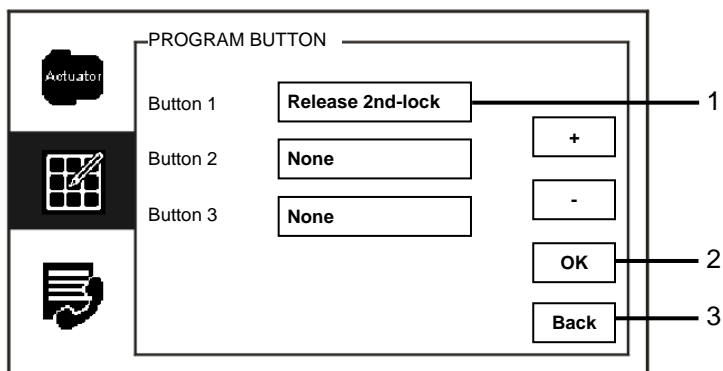 Actuator
PROGRAM BUTTON
Button 1 Release 2nd-lock
Button 2 None
Button 3 None
+
-
OK
Back
1
2
3